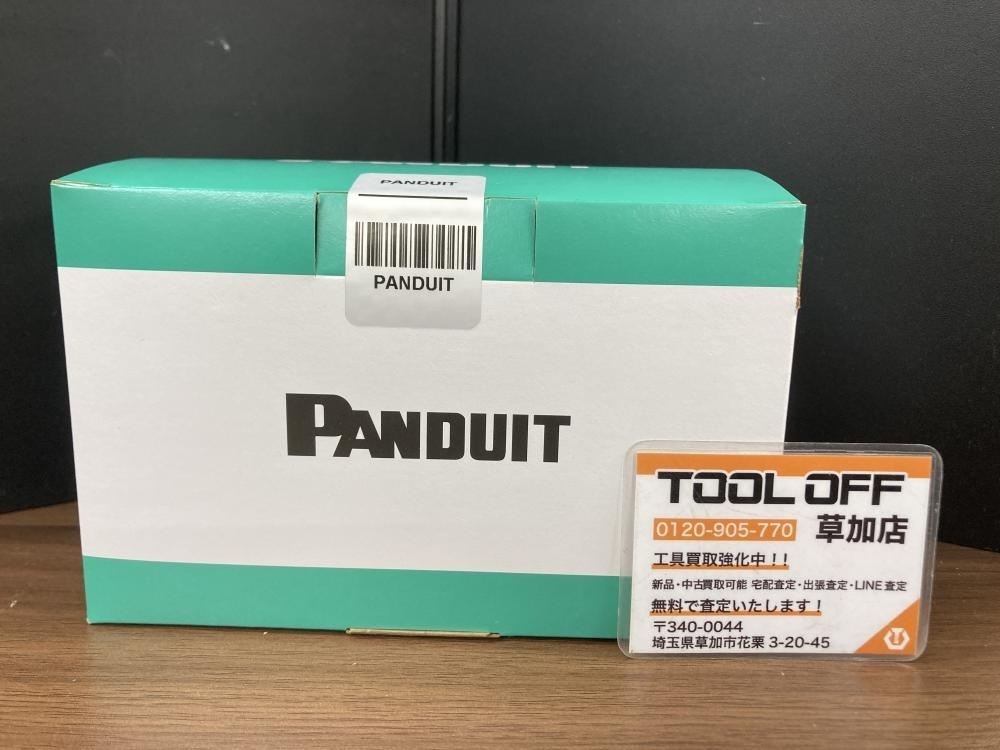 PANDUIT
PANDUIT
PANDUIT
TOOL OFF
0120-905-770 草加店
工具買取強化中！！
新品・中古買取可能 宅配査定・出張査定・LINE査定
無料で査定いたします！
〒340-0044
埼玉県草加市花栗 3-20-45